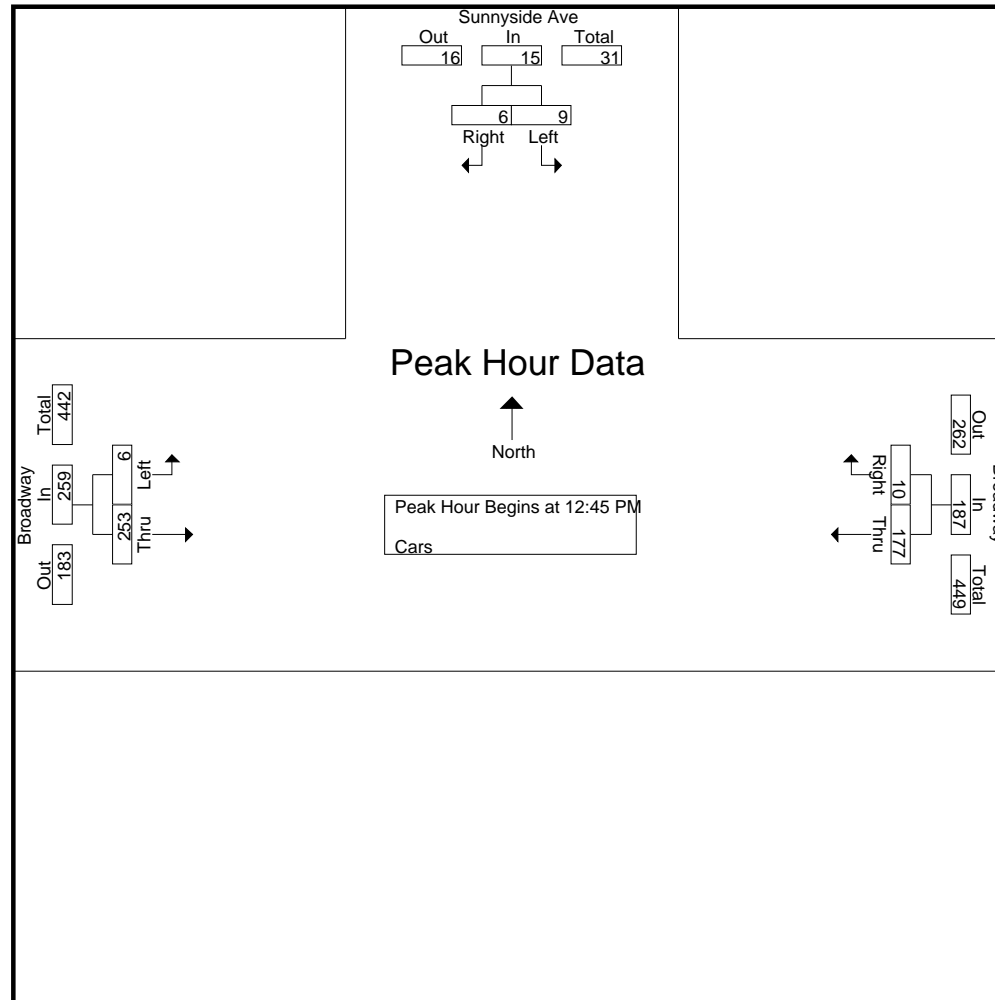 Sunnyside Ave
Out In Total
16 15 31
6 9
Right Left
Peak Hour Data
North
Peak Hour Begins at 12:45 PM
Cars
Broadway
Total In Out
442 259 183
6 253
Left Thru
Out In Total
262 187 449
10 177
Right Thru